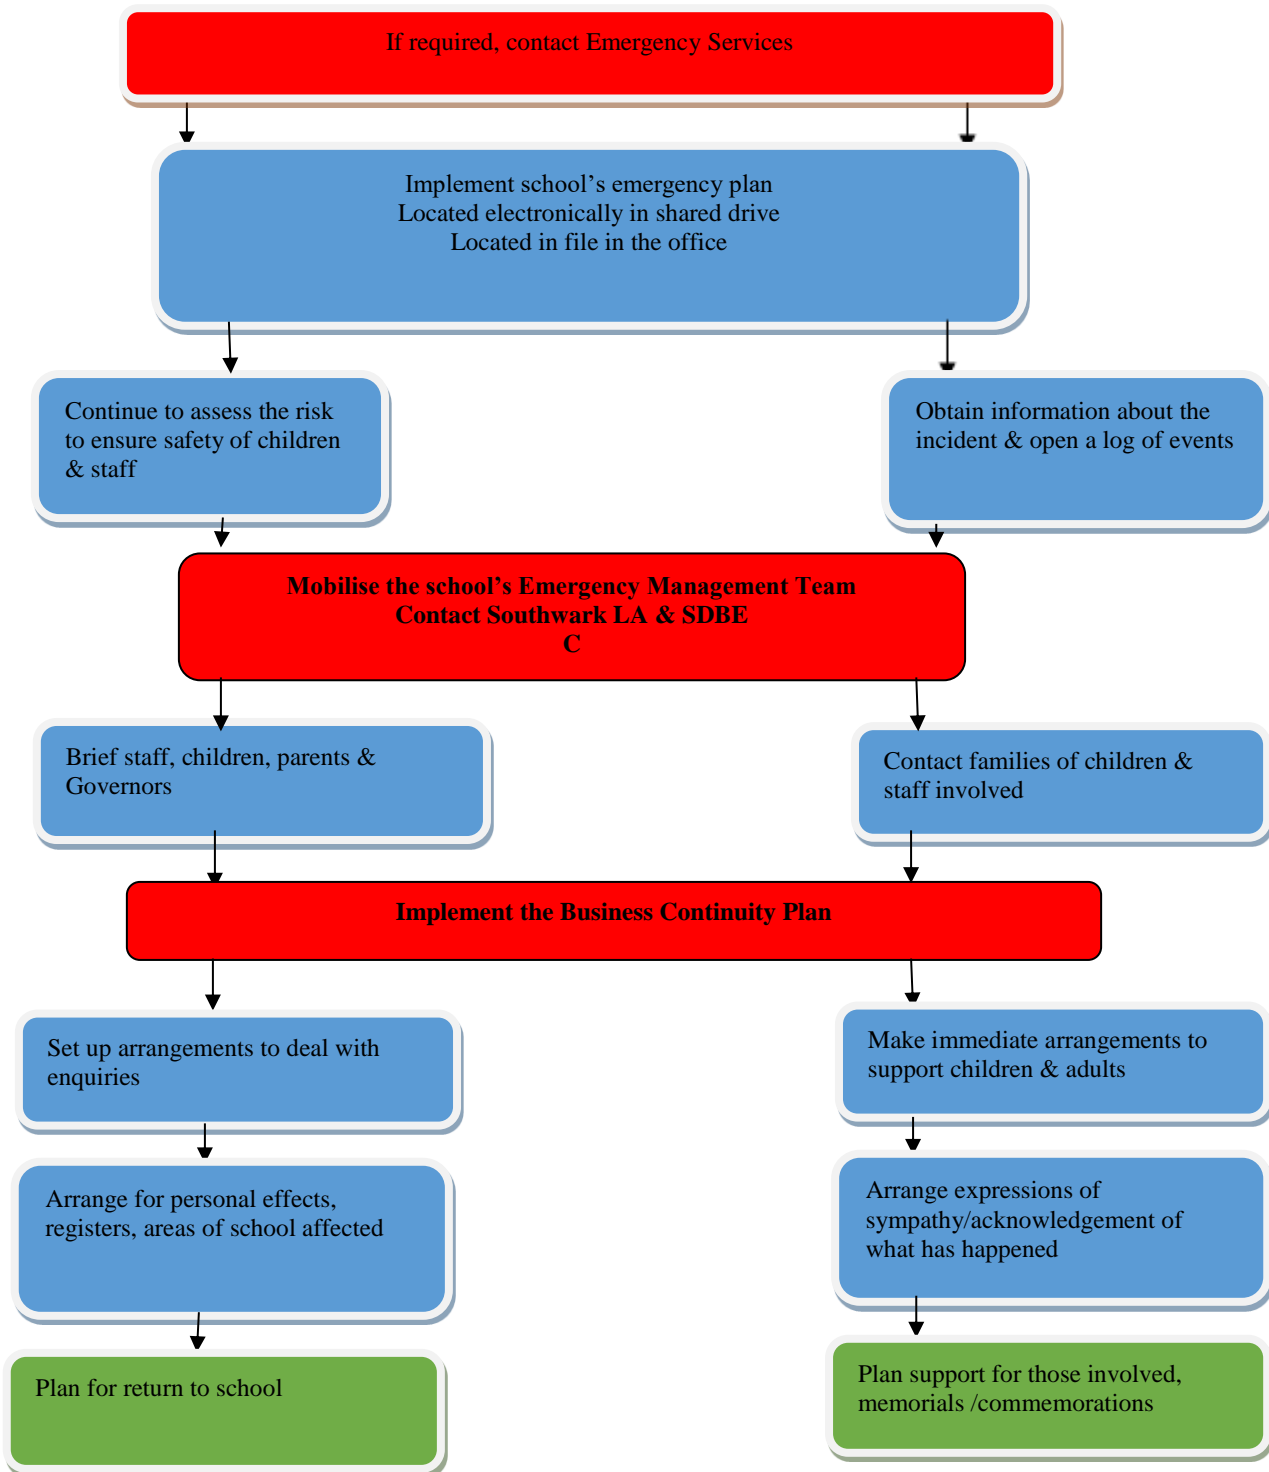 If required, contact Emergency Services
Implement school’s emergency plan
Located electronically in shared drive
Located in file in the office
Continue to assess the risk
to ensure safety of children
& staff
Obtain information about the
incident & open a log of events
Mobilise the school’s Emergency Management Team
Contact Southwark LA & SDBE
C
Brief staff, children, parents &
Governors
Contact families of children &
staff involved
Implement the Business Continuity Plan
Set up arrangements to deal with
enquiries
Make immediate arrangements to
support children & adults
Arrange for personal effects,
registers, areas of school affected
Arrange expressions of
sympathy/acknowledgement of
what has happened
Plan for return to school
Plan support for those involved,
memorials /commemorations